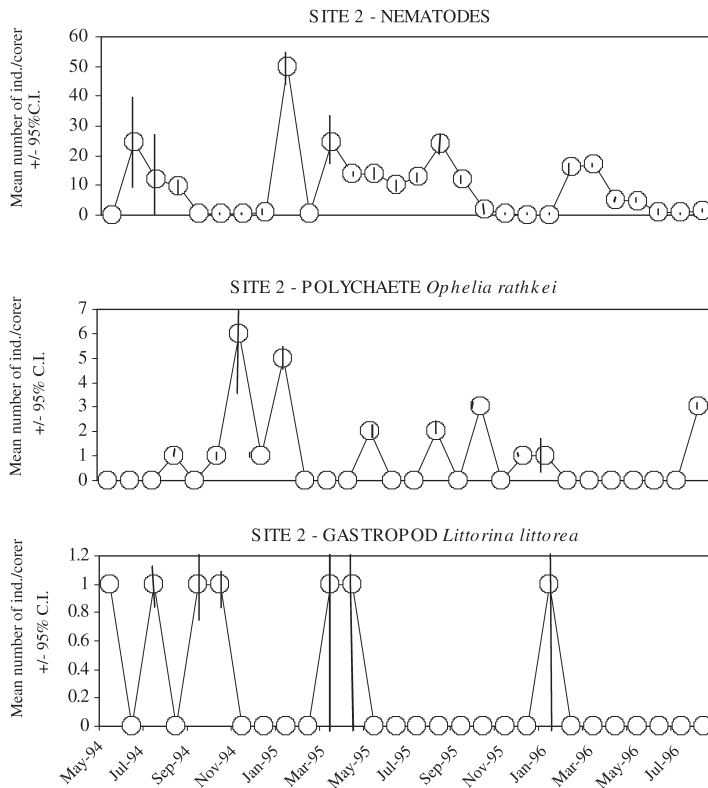 SITE 2 - NEMATODES
Mean number of ind./corer
+/- 95%C.I.
60
50
40
30
20
10
0
SITE 2 - POLYCHAETE Ophelia rathkei
Mean number of ind./corer
+/- 95% C.I.
7
6
5
4
3
2
1
0
SITE 2 - GASTROPOD Littorina littorea
Mean number of ind./corer
+/- 95% C.I.
1.2
1
0.8
0.6
0.4
0.2
0
May-94
Jul-94
Sep-94
Nov-94
Jan-95
Mar-95
May-95
Jul-95
Sep-95
Nov-95
Jan-96
Mar-96
May-96
Jul-96